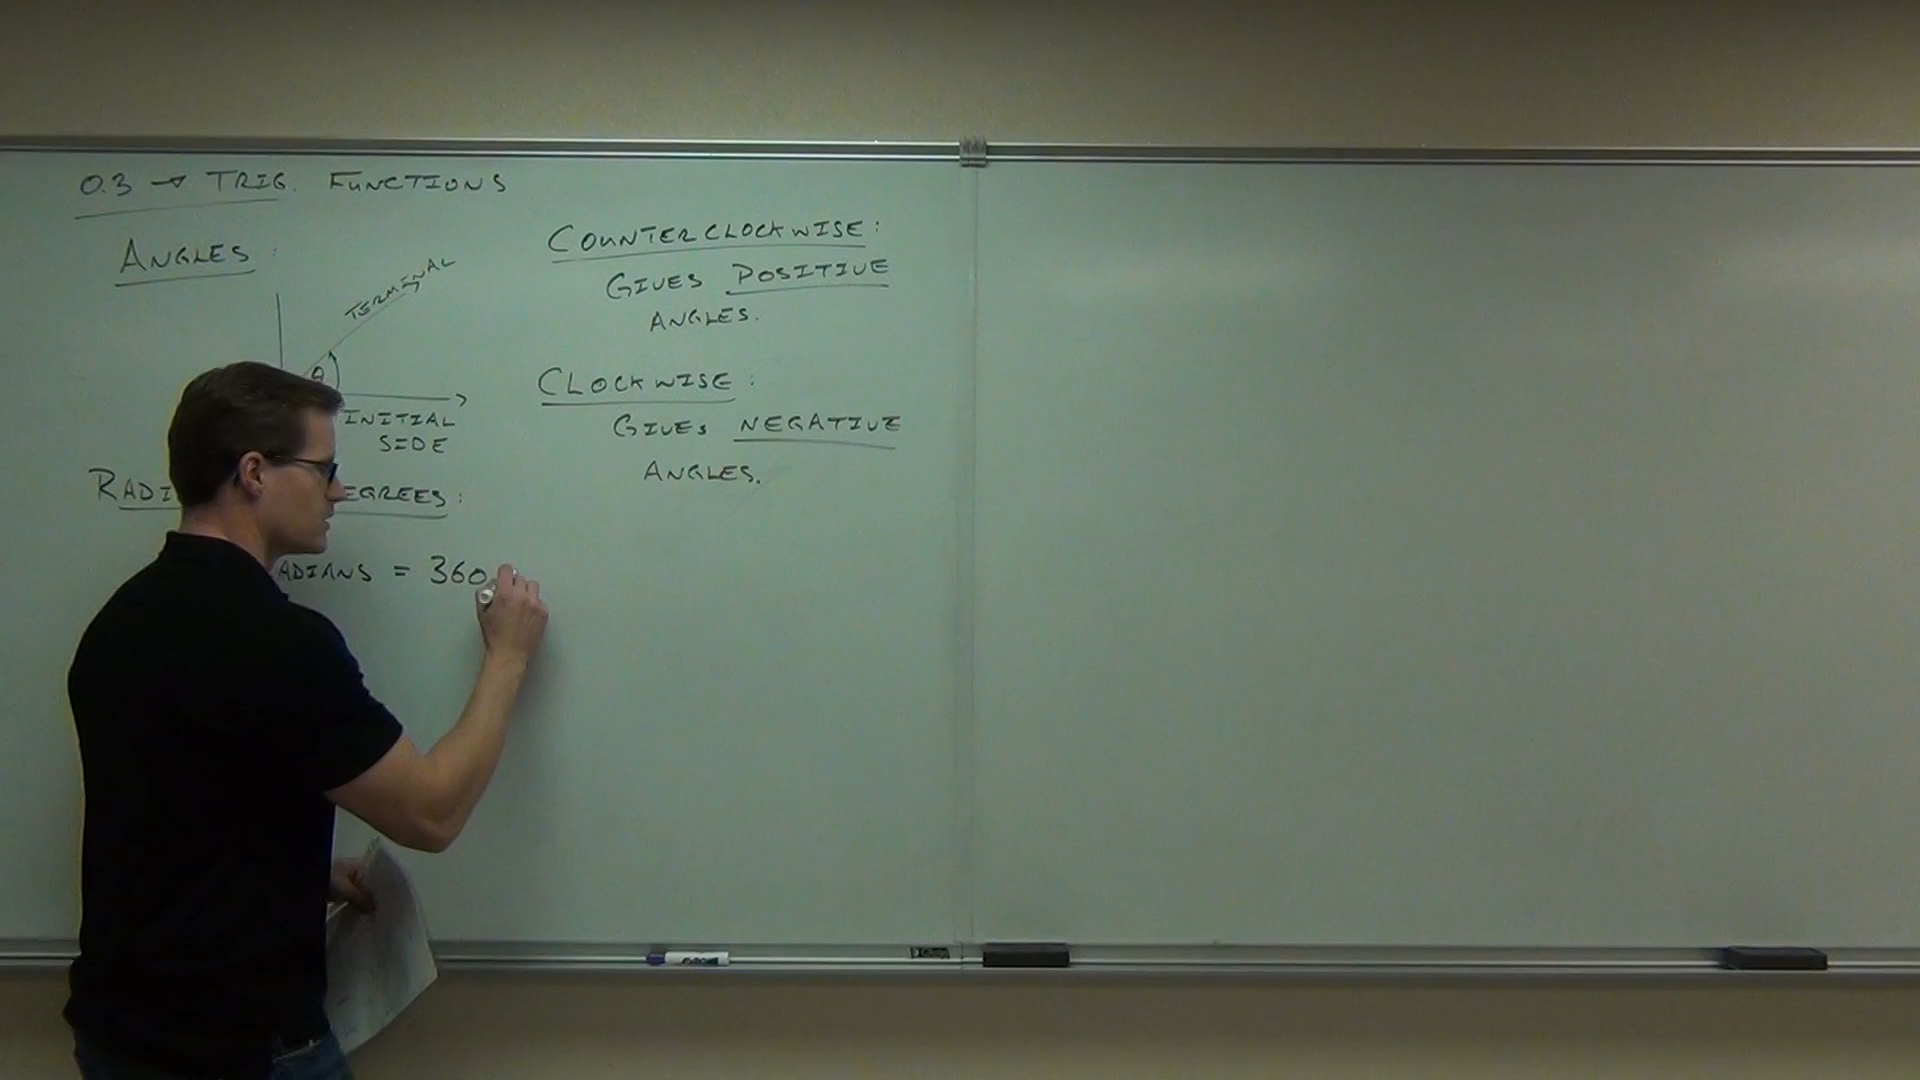 0.3 → TRIG. FUNCTIONS
ANGLES:
TERMINAL
θ
INITIAL
SIDE
COUNTERCLOCKWISE:
GIVES POSITIVE
ANGLES.
CLOCKWISE:
GIVES NEGATIVE
ANGLES.
RADI EGREES:
ADIANS = 360
EXPO